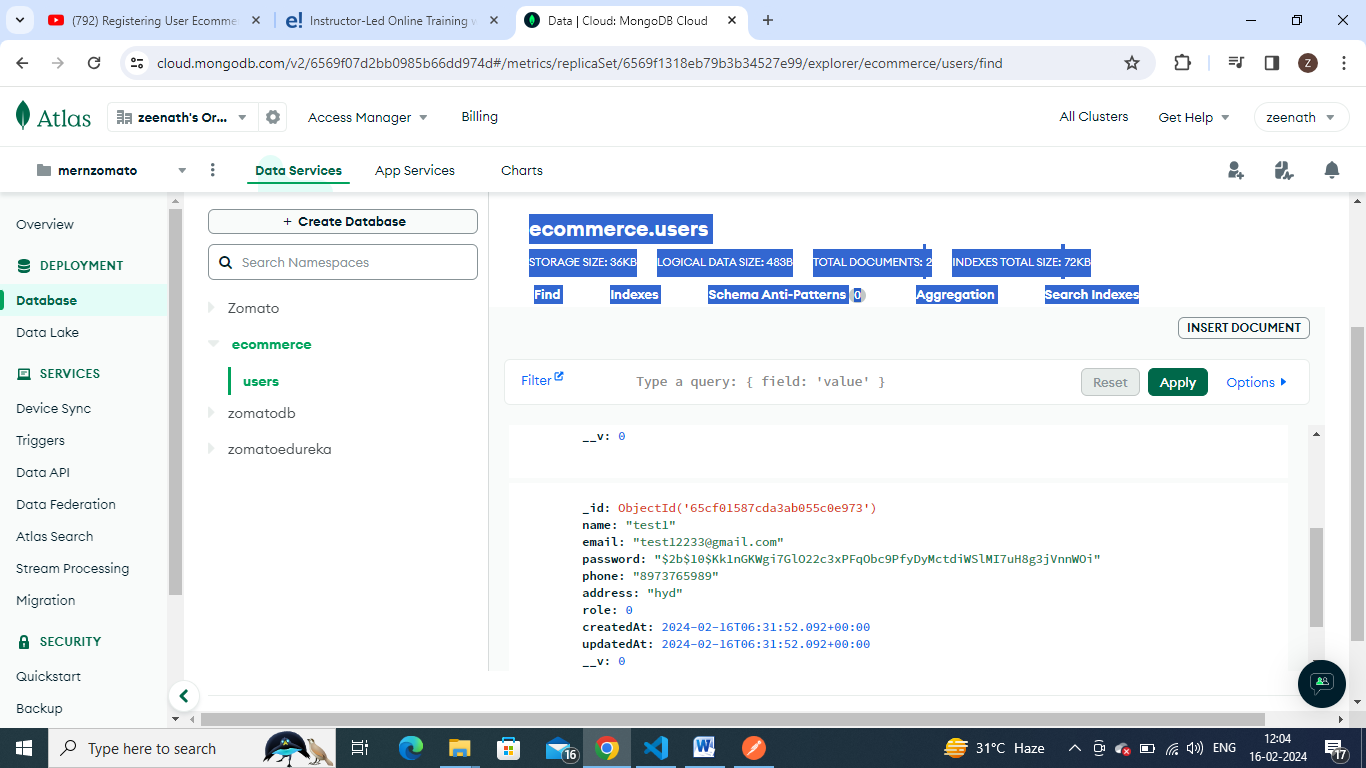 (792) Registering User Ecomme
Instructor-Led Online Training w
Data | Cloud: MongoDB Cloud
cloud.mongodb.com/v2/6569f07d2bb0985b66dd974d#/metrics/replicaSet/6569f1318eb79b3b34527e99/explorer/ecommerce/users/find
Z
Atlas
zeenath's Or...
Access Manager
Billing
All Clusters
Get Help
zeenath
mernzomato
Data Services
App Services
Charts
Overview
DEPLOYMENT
Database
Data Lake
SERVICES
Device Sync
Triggers
Data API
Data Federation
Atlas Search
Stream Processing
Migration
SECURITY
Quickstart
Backup
+ Create Database
Search Namespaces
Zomato
ecommerce
users
zomatodb
zomatoedureka
ecommerce.users
STORAGE SIZE: 36KB LOGICAL DATA SIZE: 483B TOTAL DOCUMENTS: 2 INDEXES TOTAL SIZE: 72KB
Find Indexes Schema Anti-Patterns 0 Aggregation Search Indexes
INSERT DOCUMENT
Filter Type a query: { field: 'value' } Reset Apply Options
__v: 0
_id: ObjectId('65cf01587cda3ab055c0e973')
name: "test1"
email: "test12233@gmail.com"
password: "$2b$10$Kk1nGKWgi7GlO22c3xPFqObc9PfyDyMctdiWSlMI7uH8g3jVnnWOi"
phone: "8973765989"
address: "hyd"
role: 0
createdAt: 2024-02-16T06:31:52.092+00:00
updatedAt: 2024-02-16T06:31:52.092+00:00
__v: 0
Type here to search
16
31°C Haze
ENG
12:04
16-02-2024
17